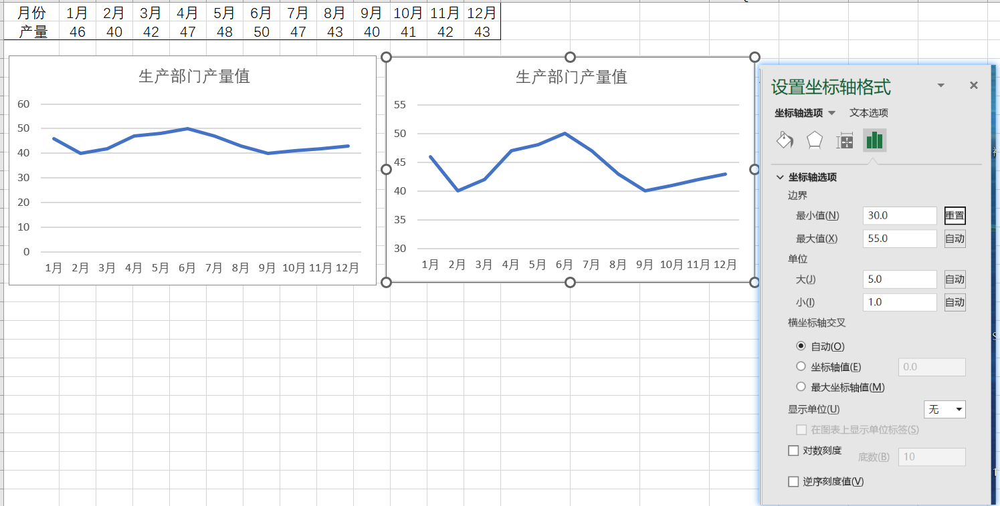 月份 1月 2月 3月 4月 5月 6月 7月 8月 9月 10月 11月 12月
产量 46 40 42 47 48 50 47 43 40 41 42 43
生产部门产量值
60
50
40
30
20
10
0
1月 2月 3月 4月 5月 6月 7月 8月 9月 10月 11月 12月
生产部门产量值
55
50
45
40
35
30
1月 2月 3月 4月 5月 6月 7月 8月 9月 10月 11月 12月
设置坐标轴格式
坐标轴选项 文本选项
坐标轴选项
边界
最小值(N) 30.0 重置
最大值(X) 55.0 自动
单位
大(J) 5.0 自动
小(I) 1.0 自动
横坐标轴交叉
自动(O)
坐标轴值(E) 0.0
最大坐标轴值(M)
显示单位(U) 无
在图表上显示单位标签(S)
对数刻度 底数(B) 10
逆序刻度值(V)